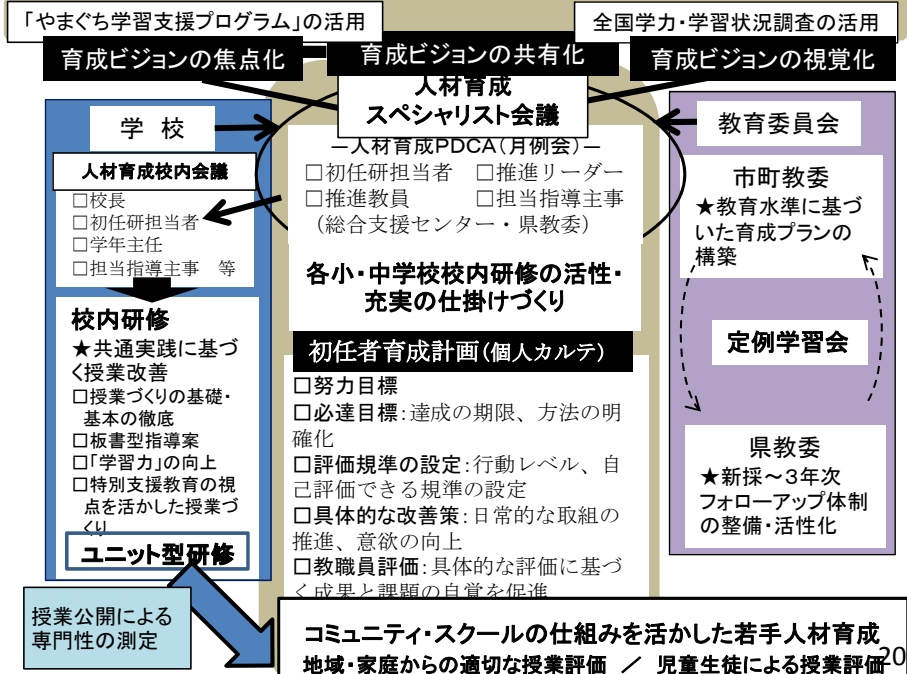 「やまぐち学習支援プログラム」の活用
全国学力・学習状況調査の活用
育成ビジョンの焦点化
育成ビジョンの共有化
育成ビジョンの視覚化
人材育成
スペシャリスト会議
学 校
人材育成校内会議
□校長
□初任研担当者
□学年主任
□担当指導主事 等
校内研修
★共通実践に基づ
く授業改善
□授業づくりの基礎・
基本の徹底
□板書型指導案
□「学習力」の向上
□特別支援教育の視
点を活かした授業づ
くり
ユニット型研修
授業公開による
専門性の測定
―人材育成PDCA(月例会)―
□初任研担当者 □推進リーダー
□推進教員 □担当指導主事
(総合支援センター・県教委)
各小・中学校校内研修の活性・
充実の仕掛けづくり
初任者育成計画(個人カルテ)
□努力目標
□必達目標:達成の期限、方法の明
確化
□評価規準の設定:行動レベル、自
己評価できる規準の設定
□具体的な改善策:日常的な取組の
推進、意欲の向上
□教職員評価:具体的な評価に基づ
く成果と課題の自覚を促進
教育委員会
市町教委
★教育水準に基づ
いた育成プランの
構築
定例学習会
県教委
★新採~3年次
フォローアップ体制
の整備・活性化
コミュニティ・スクールの仕組みを活かした若手人材育成
地域・家庭からの適切な授業評価 / 児童生徒による授業評価
20